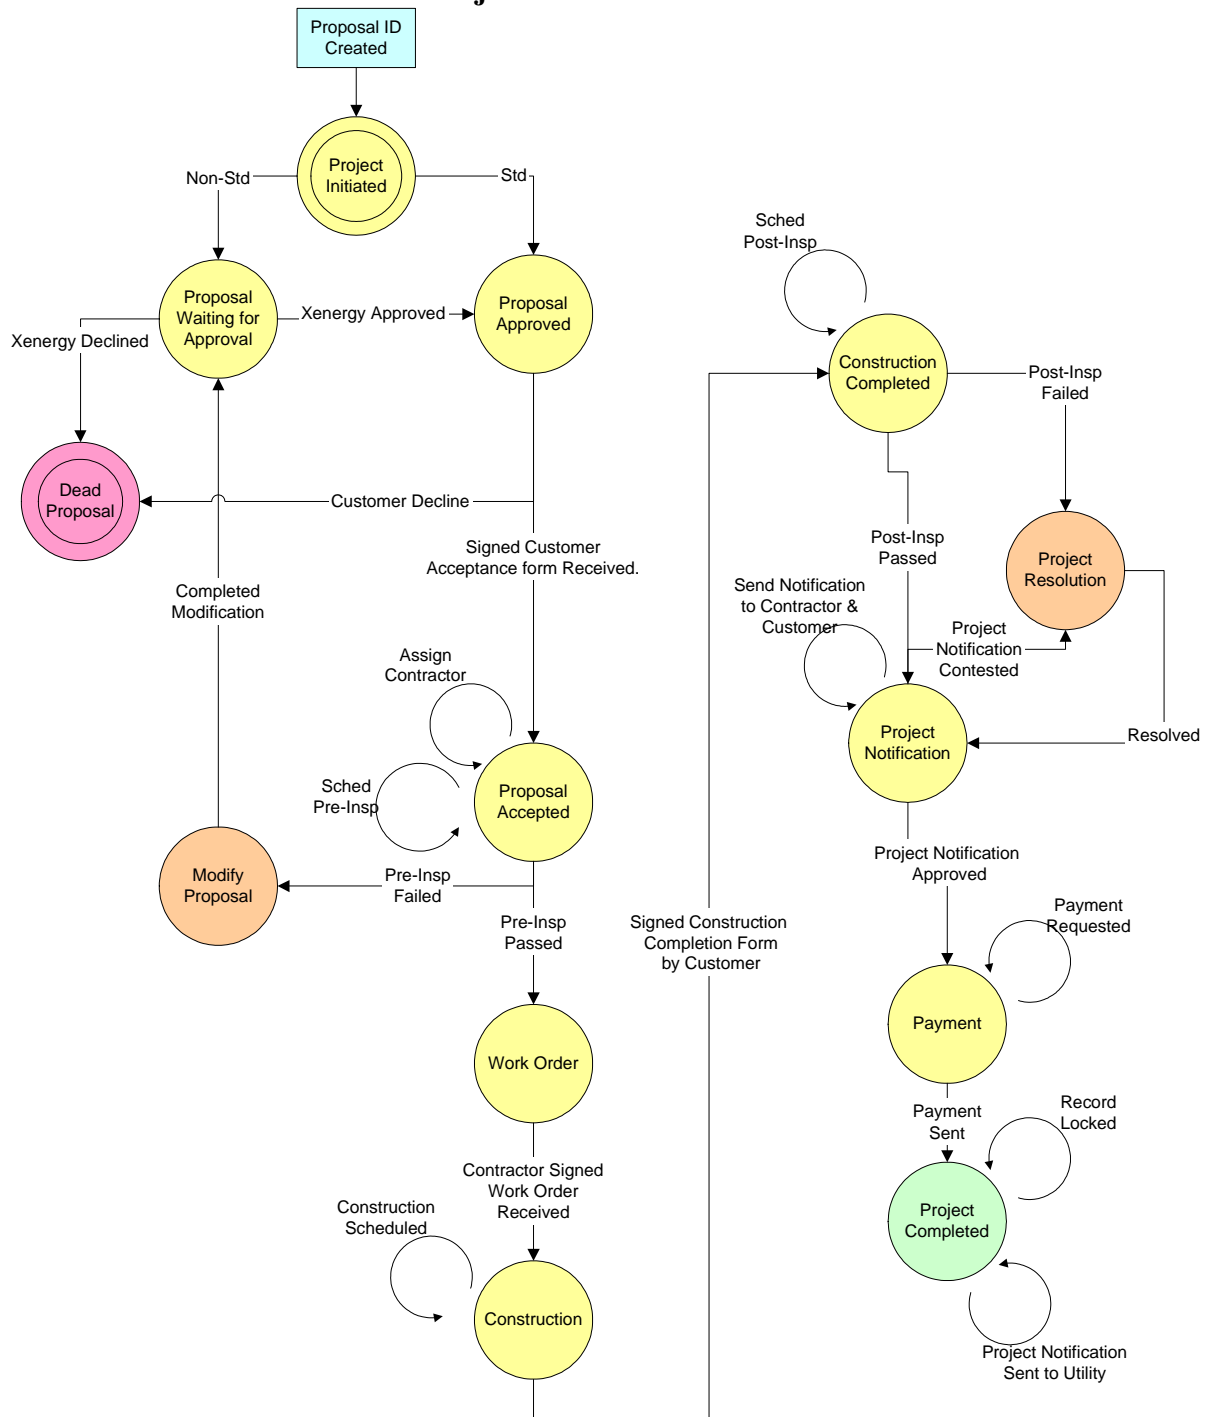 Proposal ID
Created
Project
Initiated
Non-Std
Std
Proposal
Waiting for
Approval
Xenergy Approved
Proposal
Approved
Xenergy Declined
Dead
Proposal
Customer Decline
Signed Customer
Acceptance form Received.
Completed
Modification
Assign
Contractor
Sched
Pre-Insp
Proposal
Accepted
Modify
Proposal
Pre-Insp
Failed
Pre-Insp
Passed
Work Order
Contractor Signed
Work Order
Received
Construction
Scheduled
Construction
Signed Construction
Completion Form
by Customer
Sched
Post-Insp
Construction
Completed
Post-Insp
Failed
Post-Insp
Passed
Project
Resolution
Send Notification
to Contractor &
Customer
Project
Notification
Contested
Project
Notification
Resolved
Project Notification
Approved
Payment
Requested
Payment
Payment
Sent
Record
Locked
Project
Completed
Project Notification
Sent to Utility